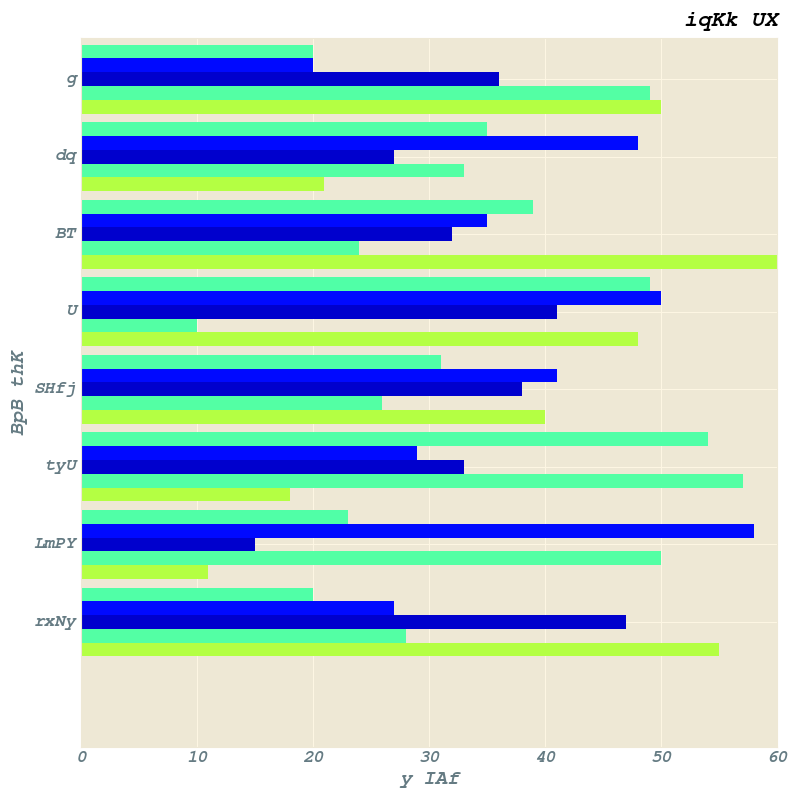 iqKk UX
g
dq
BT
U
SHfj
tyU
LmPY
rxNy
BpB thK
0 10 20 30 40 50 60
y IAf